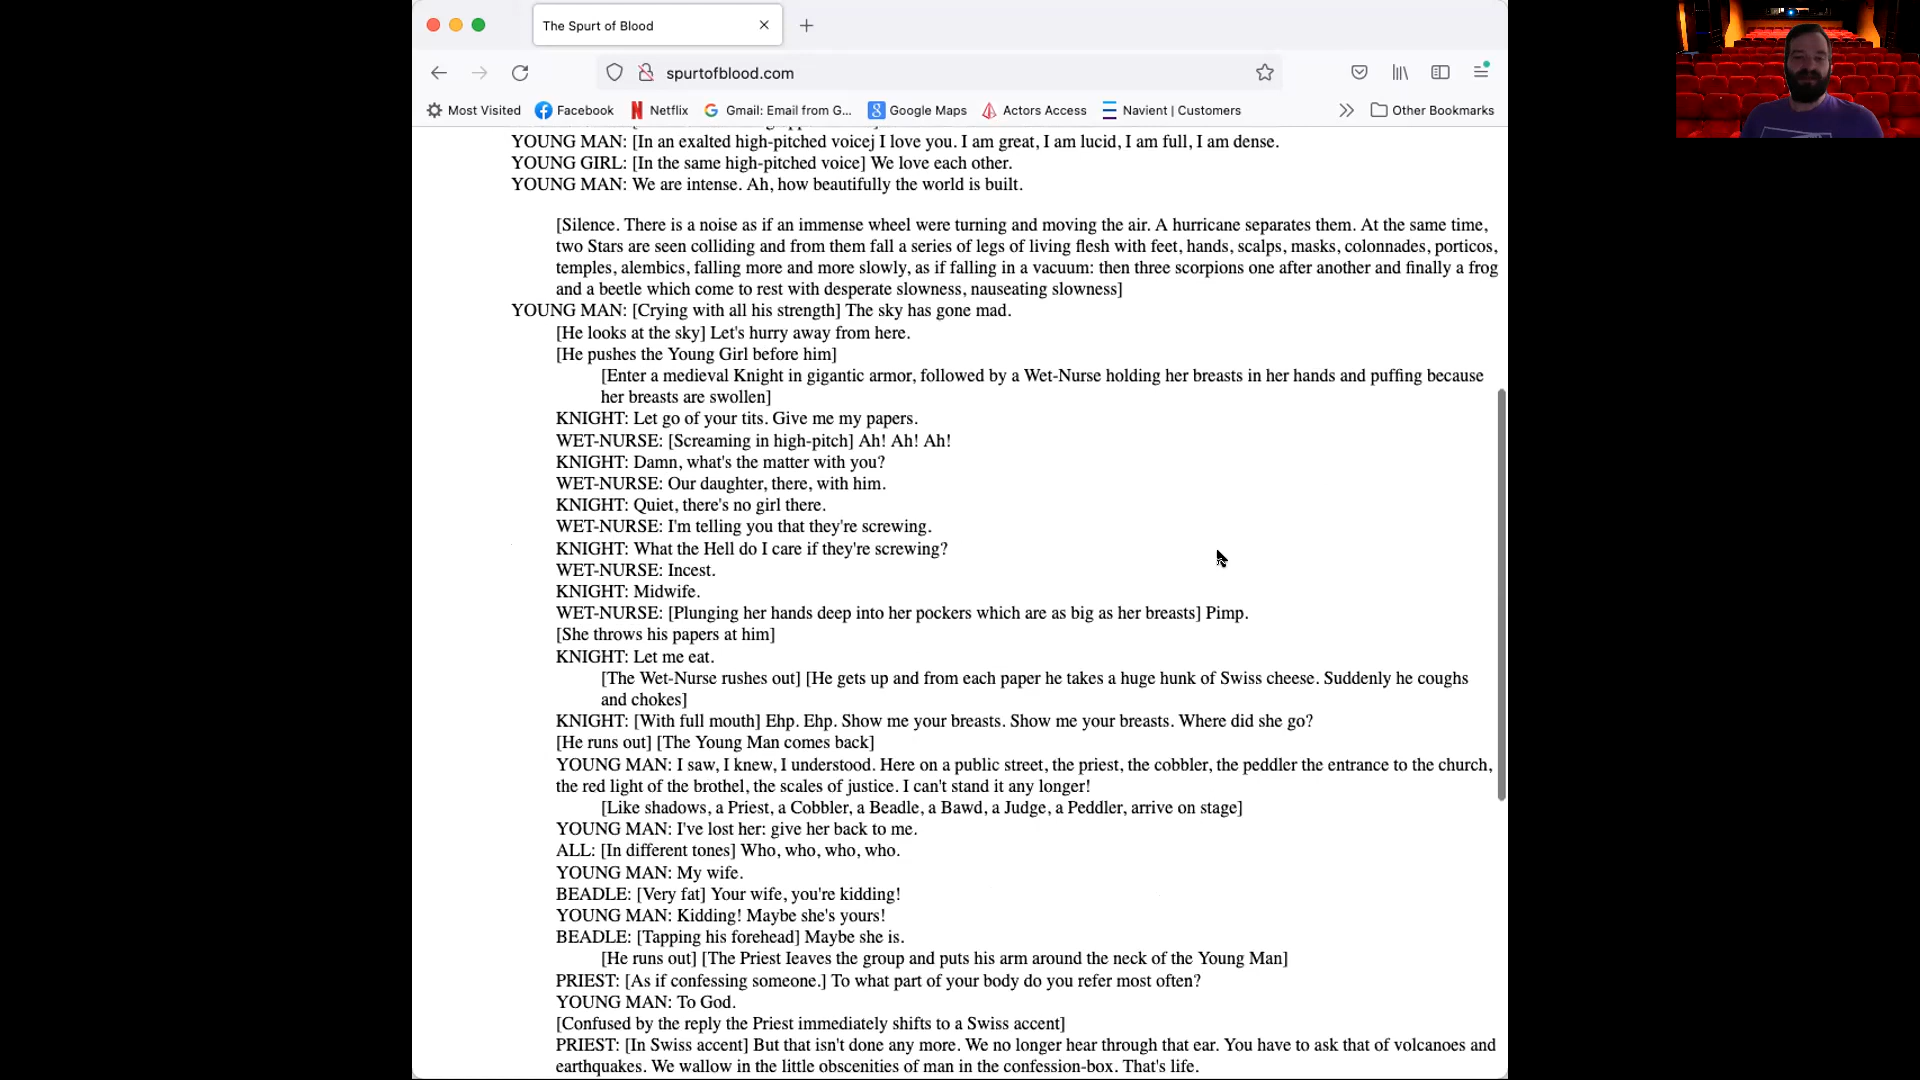 The Spurt of Blood
spurtofblood.com
Most Visited Facebook Netflix Gmail: Email from G... Google Maps Actors Access Navient | Customers Other Bookmarks
YOUNG MAN: [In an exalted high-pitched voicej I love you. I am great, I am lucid, I am full, I am dense.
YOUNG GIRL: [In the same high-pitched voice] We love each other.
YOUNG MAN: We are intense. Ah, how beautifully the world is built.
[Silence. There is a noise as if an immense wheel were turning and moving the air. A hurricane separates them. At the same time,
two Stars are seen colliding and from them fall a series of legs of living flesh with feet, hands, scalps, masks, colonnades, porticos,
temples, alembics, falling more and more slowly, as if falling in a vacuum: then three scorpions one after another and finally a frog
and a beetle which come to rest with desperate slowness, nauseating slowness]
YOUNG MAN: [Crying with all his strength] The sky has gone mad.
[He looks at the sky] Let's hurry away from here.
[He pushes the Young Girl before him]
[Enter a medieval Knight in gigantic armor, followed by a Wet-Nurse holding her breasts in her hands and puffing because
her breasts are swollen]
KNIGHT: Let go of your tits. Give me my papers.
WET-NURSE: [Screaming in high-pitch] Ah! Ah! Ah!
KNIGHT: Damn, what's the matter with you?
WET-NURSE: Our daughter, there, with him.
KNIGHT: Quiet, there's no girl there.
WET-NURSE: I'm telling you that they're screwing.
KNIGHT: What the Hell do I care if they're screwing?
WET-NURSE: Incest.
KNIGHT: Midwife.
WET-NURSE: [Plunging her hands deep into her pockers which are as big as her breasts] Pimp.
[She throws his papers at him]
KNIGHT: Let me eat.
[The Wet-Nurse rushes out] [He gets up and from each paper he takes a huge hunk of Swiss cheese. Suddenly he coughs
and chokes]
KNIGHT: [With full mouth] Ehp. Ehp. Show me your breasts. Show me your breasts. Where did she go?
[He runs out] [The Young Man comes back]
YOUNG MAN: I saw, I knew, I understood. Here on a public street, the priest, the cobbler, the peddler the entrance to the church,
the red light of the brothel, the scales of justice. I can't stand it any longer!
[Like shadows, a Priest, a Cobbler, a Beadle, a Bawd, a Judge, a Peddler, arrive on stage]
YOUNG MAN: I've lost her: give her back to me.
ALL: [In different tones] Who, who, who, who.
YOUNG MAN: My wife.
BEADLE: [Very fat] Your wife, you're kidding!
YOUNG MAN: Kidding! Maybe she's yours!
BEADLE: [Tapping his forehead] Maybe she is.
[He runs out] [The Priest Ieaves the group and puts his arm around the neck of the Young Man]
PRIEST: [As if confessing someone.] To what part of your body do you refer most often?
YOUNG MAN: To God.
[Confused by the reply the Priest immediately shifts to a Swiss accent]
PRIEST: [In Swiss accent] But that isn't done any more. We no longer hear through that ear. You have to ask that of volcanoes and
earthquakes. We wallow in the little obscenities of man in the confession-box. That's life.